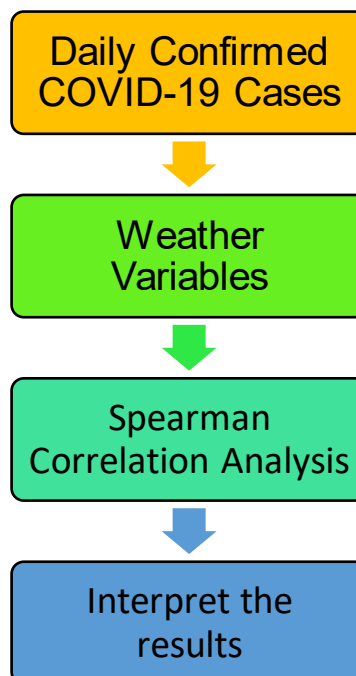 Daily Confirmed
COVID-19 Cases
Weather
Variables
Spearman
Correlation Analysis
Interpret the
results